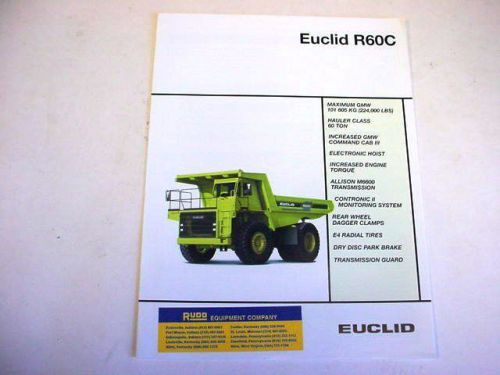 Euclid R60C
MAXIMUM GMW
101 605 KG (224,000 LBS)
HAULER CLASS
60 TON
INCREASED GMW
COMMAND CAB III
ELECTRONIC HOIST
INCREASED ENGINE
TORQUE
ALLISON M6600
TRANSMISSION
CONTRONIC II
MONITORING SYSTEM
REAR WHEEL
DAGGER CLAMPS
E4 RADIAL TIRES
DRY DISC PARK BRAKE
TRANSMISSION GUARD
EUCLID
RUDD EQUIPMENT COMPANY
EUCLID